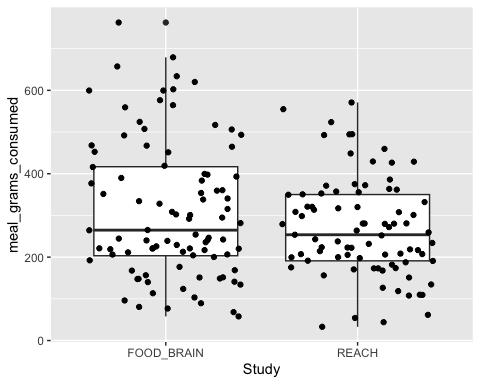 meal_grams_consumed
600
400
200
0
FOOD_BRAIN
REACH
Study